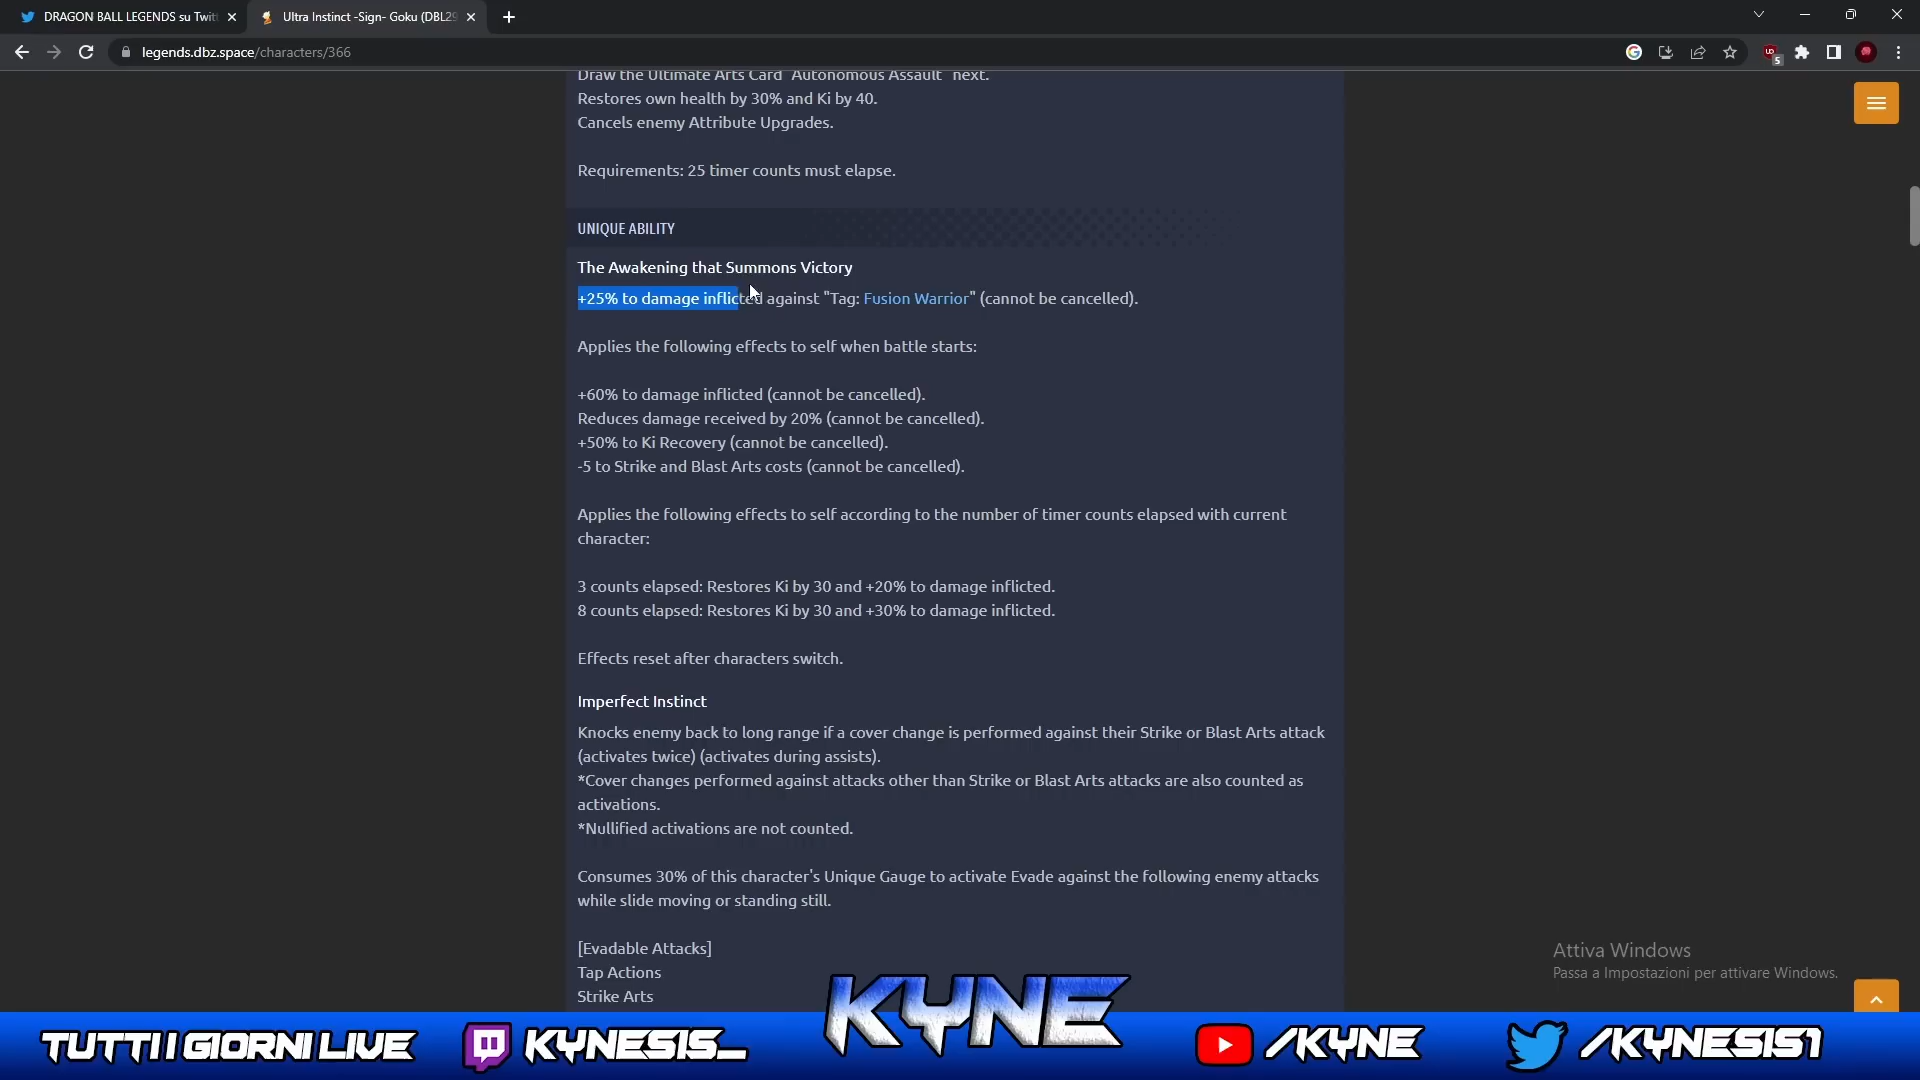 DRAGON BALL LEGENDS su Twit
Ultra Instinct -Sign- Goku (DBL29
legends.dbz.space/characters/366
5
Draw the Ultimate Arts Card "Autonomous Assault" next.
Restores own health by 30% and Ki by 40.
Cancels enemy Attribute Upgrades.
Requirements: 25 timer counts must elapse.
UNIQUE ABILITY
The Awakening that Summons Victory
+25% to damage inflicted against "Tag: Fusion Warrior" (cannot be cancelled).
Applies the following effects to self when battle starts:
+60% to damage inflicted (cannot be cancelled).
Reduces damage received by 20% (cannot be cancelled).
+50% to Ki Recovery (cannot be cancelled).
-5 to Strike and Blast Arts costs (cannot be cancelled).
Applies the following effects to self according to the number of timer counts elapsed with current
character:
3 counts elapsed: Restores Ki by 30 and +20% to damage inflicted.
8 counts elapsed: Restores Ki by 30 and +30% to damage inflicted.
Effects reset after characters switch.
Imperfect Instinct
Knocks enemy back to long range if a cover change is performed against their Strike or Blast Arts attack
(activates twice) (activates during assists).
*Cover changes performed against attacks other than Strike or Blast Arts attacks are also counted as
activations.
*Nullified activations are not counted.
Consumes 30% of this character's Unique Gauge to activate Evade against the following enemy attacks
while slide moving or standing still.
[Evadable Attacks]
Tap Actions
Strike Arts
Attiva Windows
Passa a Impostazioni per attivare Windows.
TUTTI I GIORNI LIVE
KYNESIS_
KYNE
/KYNE
/KYNESIS1